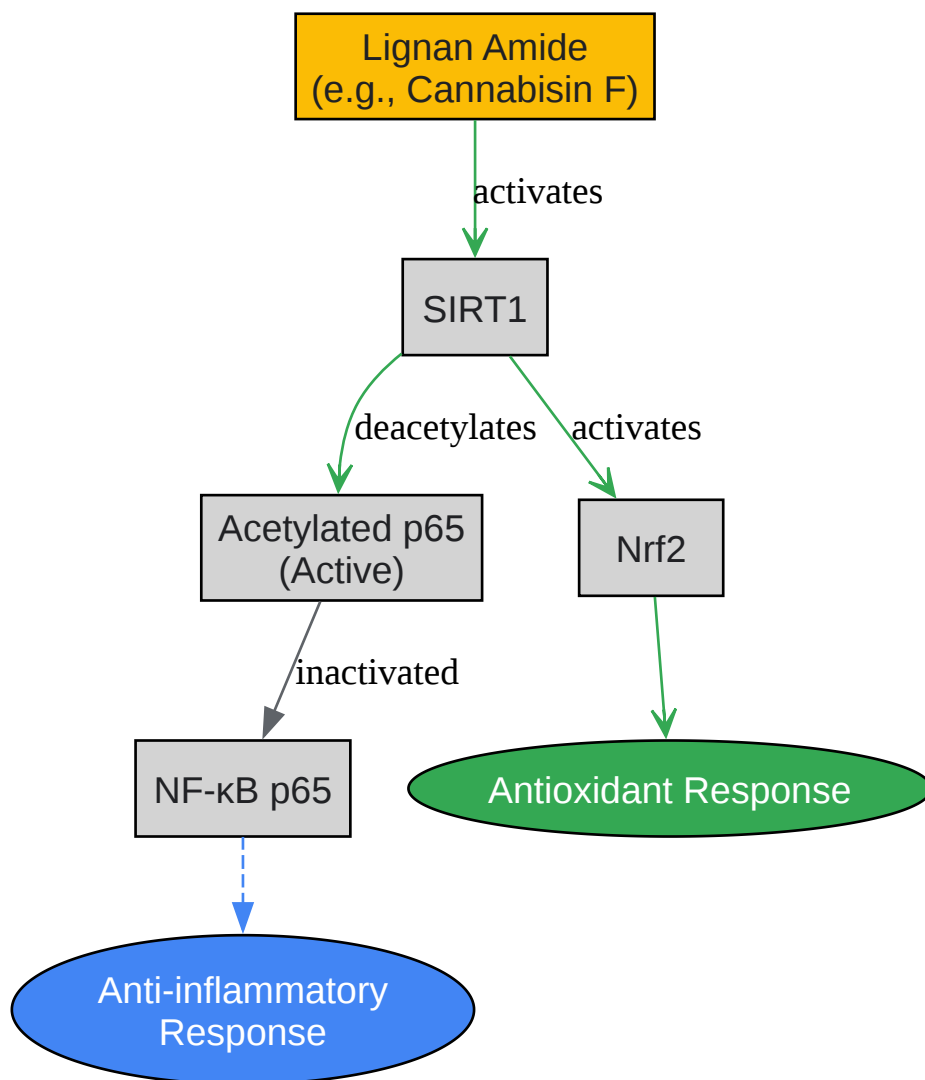 Lignan Amide
(e.g., Cannabisin F)
activates
SIRT1
deacetylates
activates
Acetylated p65
(Active)
Nrf2
inactivated
NF-κB p65
Antioxidant Response
Anti-inflammatory
Response